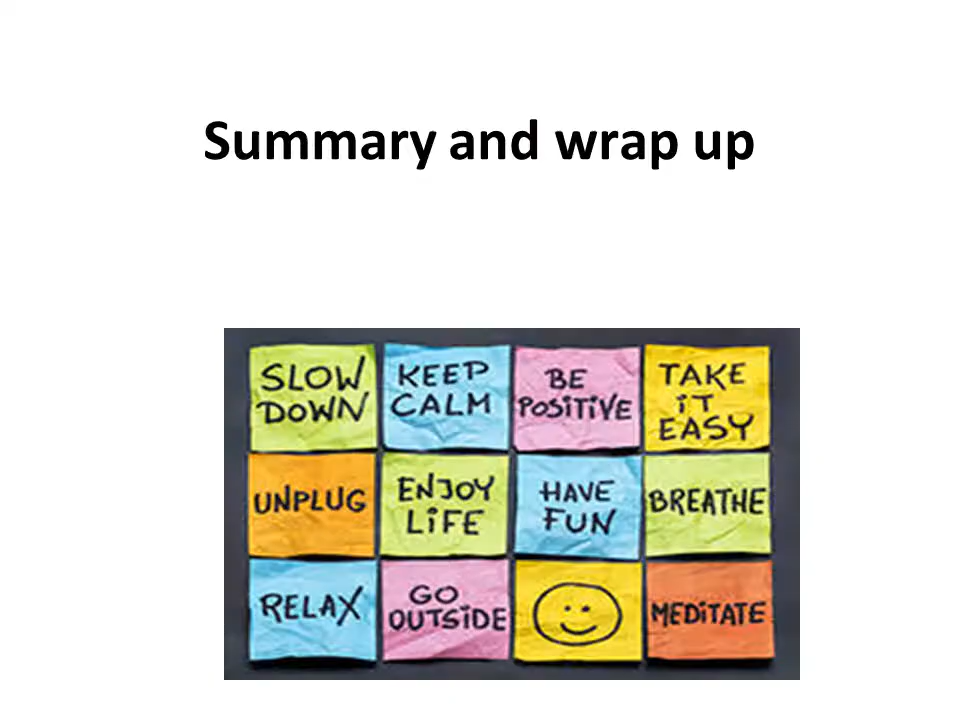 Summary and wrap up
SLOW
DOWN
KEEP
CALM
BE
POSiTiVE
TAKE
iT
EASY
UNPLUG
ENJOY
LiFE
HAVE
FUN
BREATHE
RELAX
GO
OUTSiDE
MEDiTATE